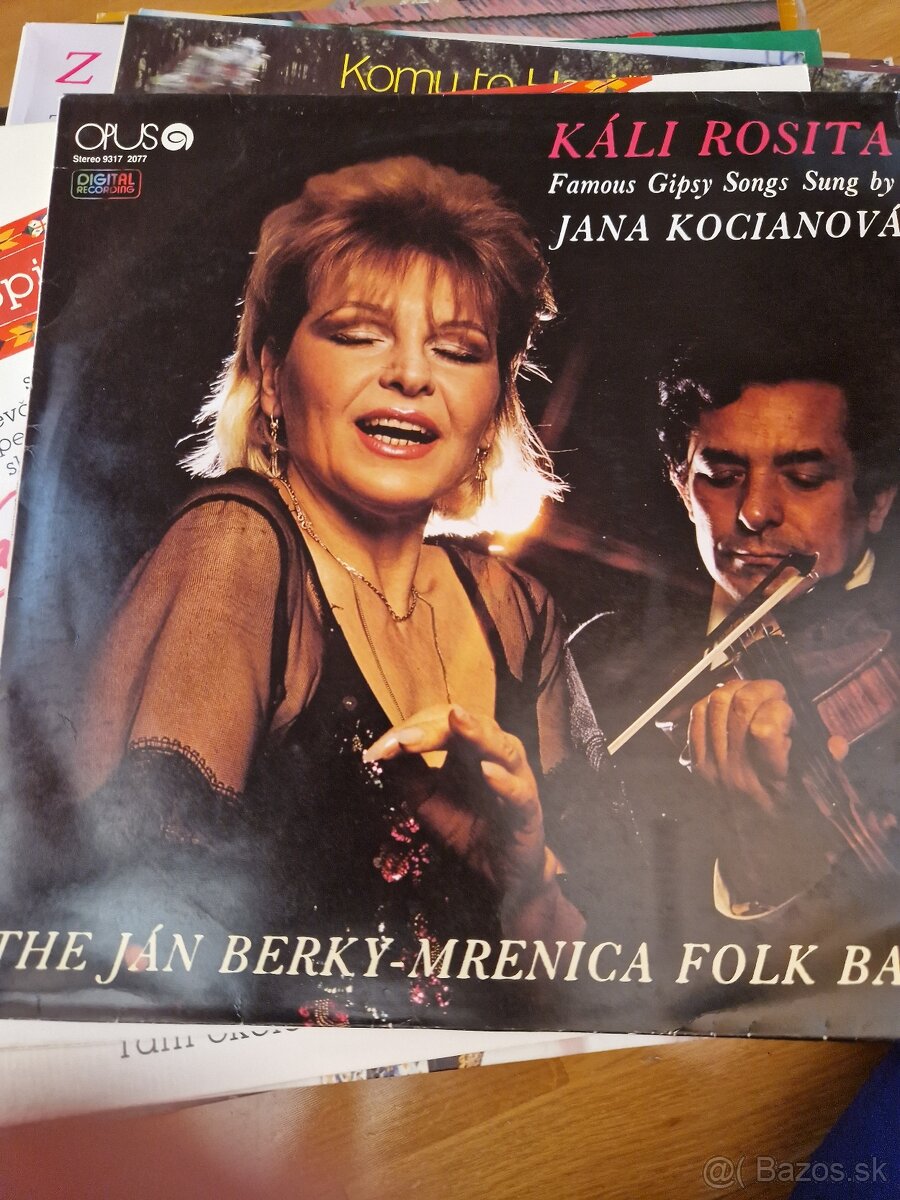 Z
Komu to
OPUS
Stereo 9317 2077
DIGITAL
RECORDING
KÁLI ROSITA
Famous Gipsy Songs Sung by
JANA KOCIANOVÁ
THE JÁN BERKY-MRENICA FOLK BA
@( Bazos.sk